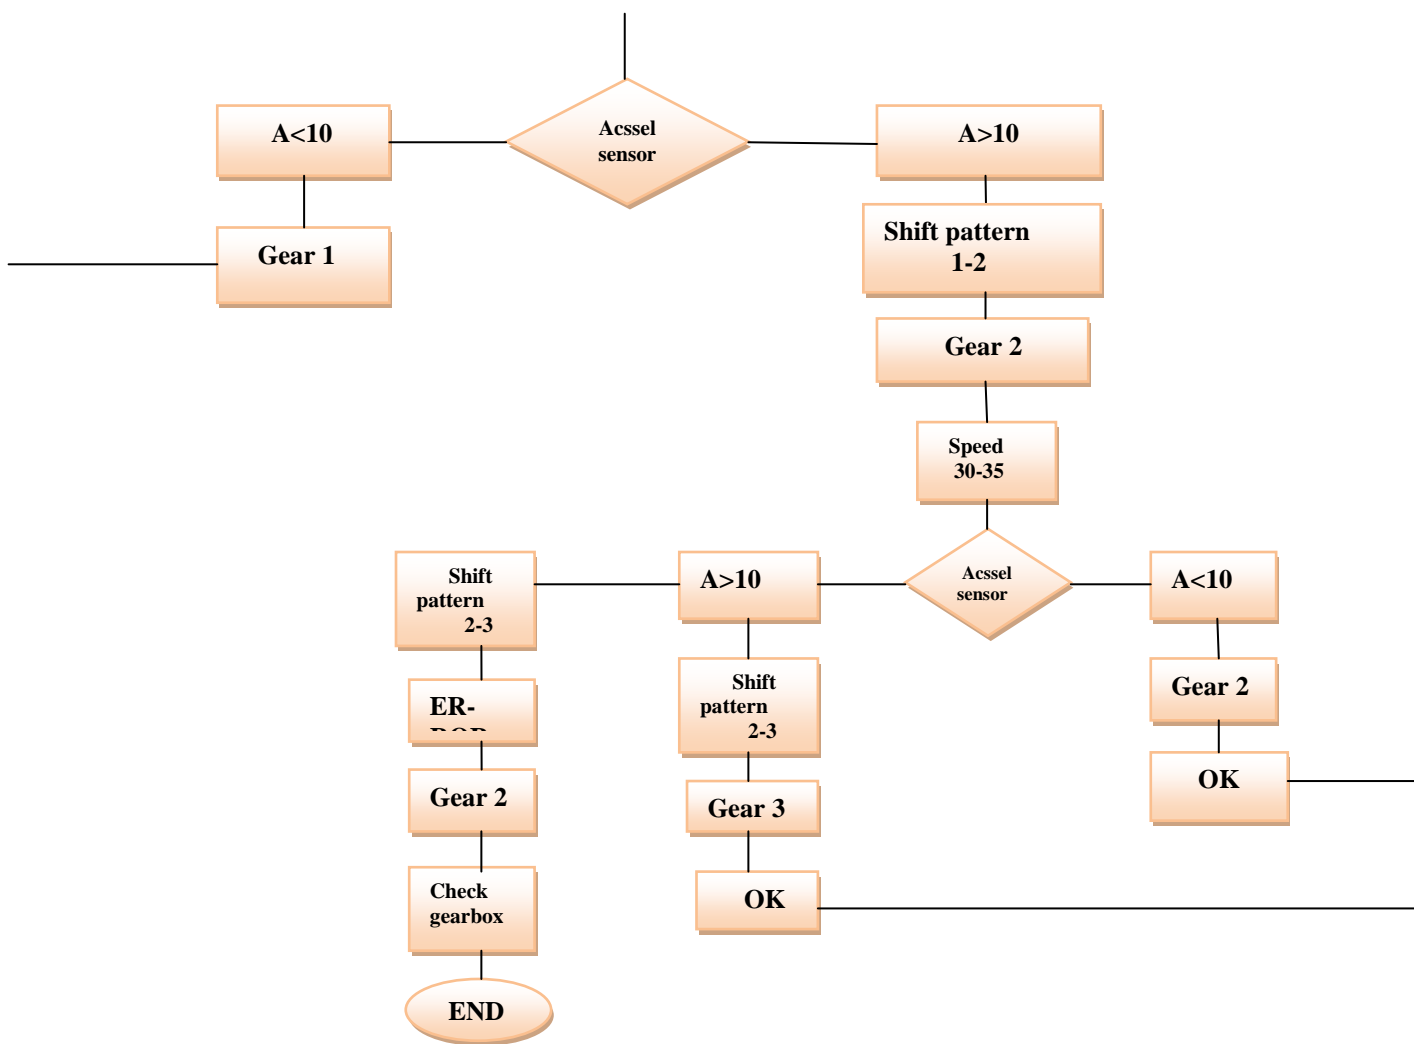 Acssel
sensor
A<10
A>10
Gear 1
Shift pattern
1-2
Gear 2
Speed
30-35
Acssel
sensor
Shift
pattern
2-3
A>10
A<10
ER-
Shift
pattern
2-3
Gear 2
Gear 2
Gear 3
OK
Check
gearbox
OK
END